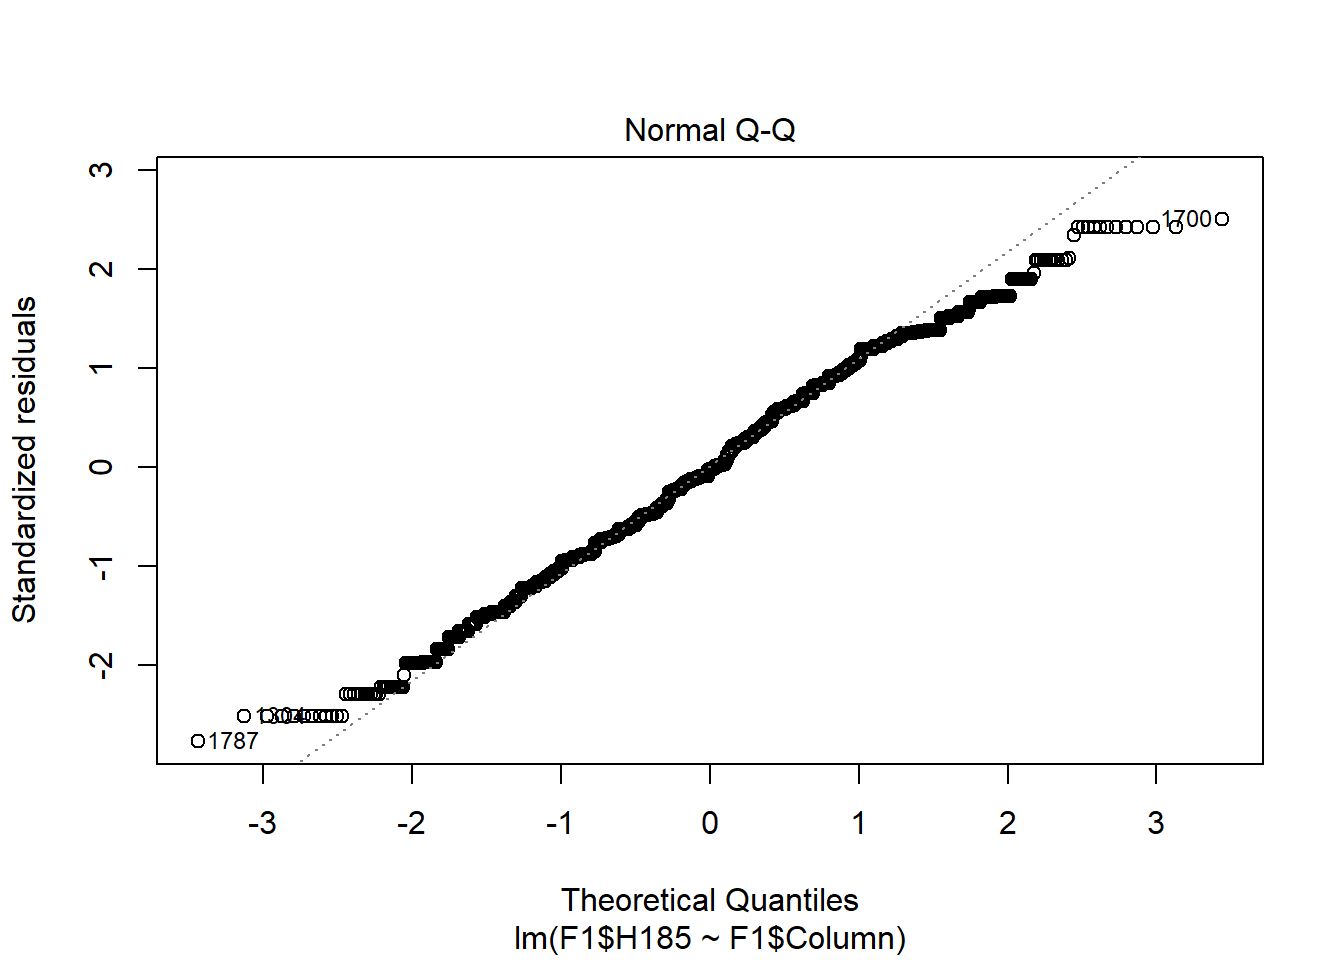 Normal Q-Q
Standardized residuals
3
2
1
0
-1
-2
1700
1787
-3 -2 -1 0 1 2 3
Theoretical Quantiles
lm(F1$H185 ~ F1$Column)